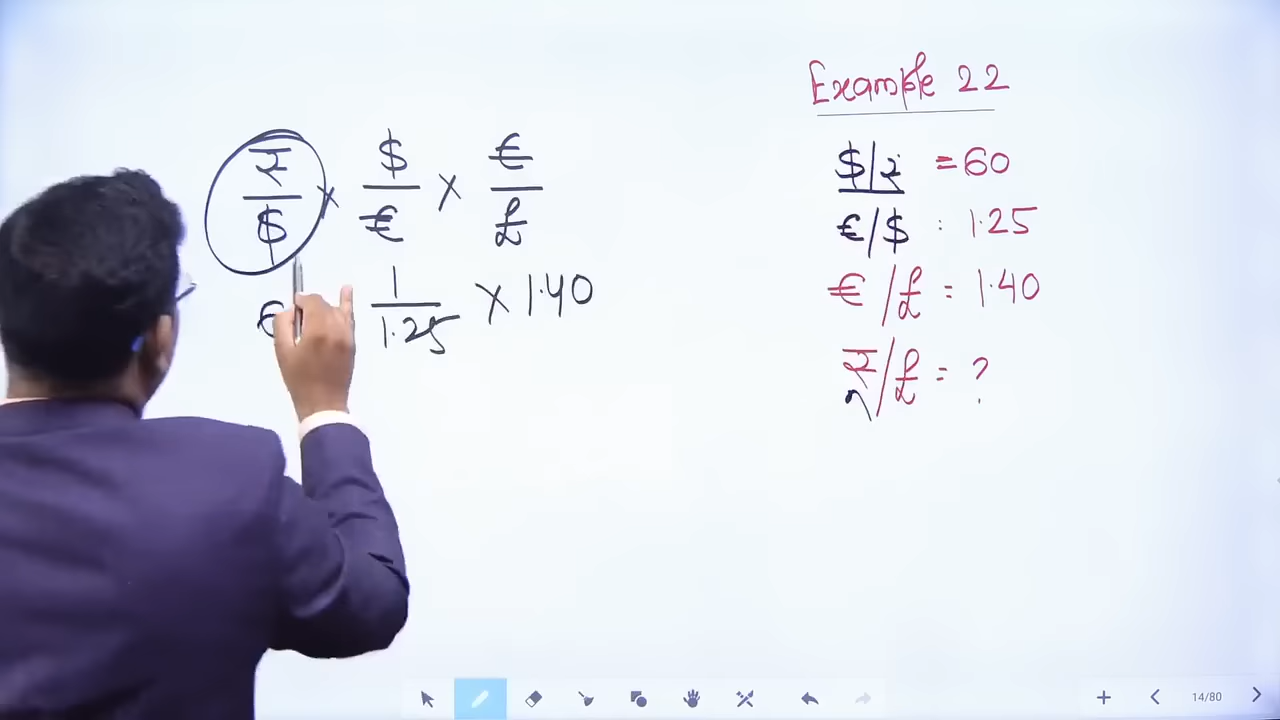 ₹/$ × $/€ × €/£
1/1.25 × 1.40
Example 22
$/₹ = 60
€/$ : 1.25
€/£ = 1.40
₹/£ = ?
14/80